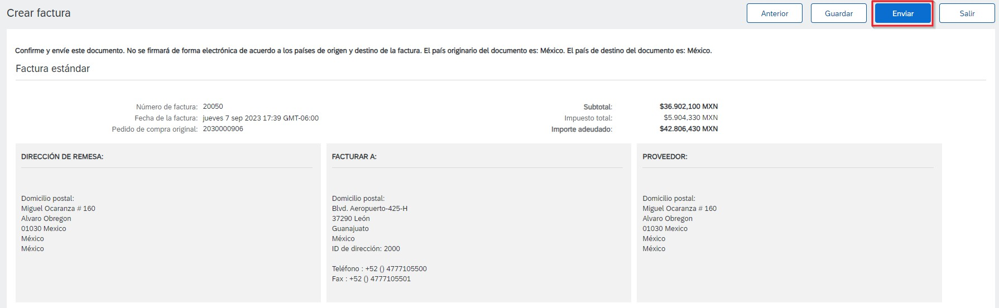 Crear factura
Anterior
Guardar
Enviar
Salir
Confirme y envíe este documento. No se firmará de forma electrónica de acuerdo a los países de origen y destino de la factura. El país originario del documento es: México. El país de destino del documento es: México.
Factura estándar
Número de factura: 20050
Fecha de la factura: jueves 7 sep 2023 17:39 GMT-06:00
Pedido de compra original: 2030000906
Subtotal: $36.902,100 MXN
Impuesto total: $5.904,330 MXN
Importe adeudado: $42.806,430 MXN
DIRECCIÓN DE REMESA:
Domicilio postal:
Miguel Ocaranza # 160
Alvaro Obregon
01030 Mexico
México
México
FACTURAR A:
Domicilio postal:
Blvd. Aeropuerto-425-H
37290 León
Guanajuato
México
ID de dirección: 2000
Teléfono : +52 () 4777105500
Fax : +52 () 4777105501
PROVEEDOR:
Domicilio postal:
Miguel Ocaranza # 160
Alvaro Obregon
01030 Mexico
México
México